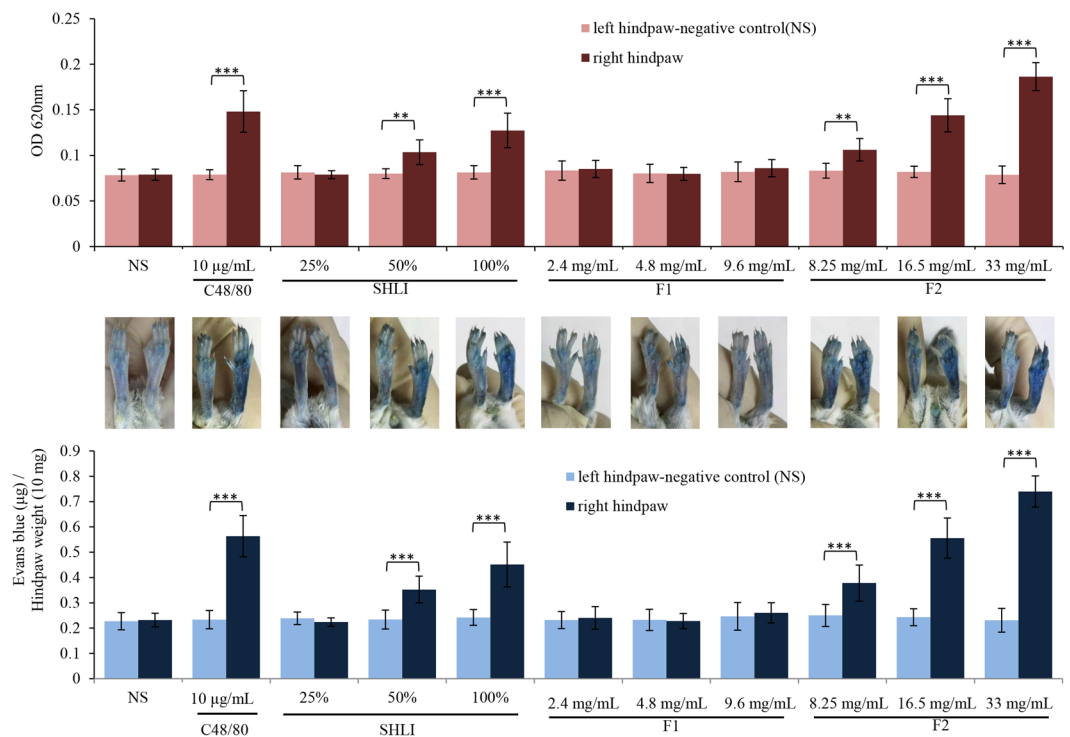 0.25
0.2
0.15
0.1
0.05
0
OD 620nm
left hindpaw-negative control(NS)
right hindpaw
***
**
***
**
***
***
NS
10 μg/mL
25%
50%
100%
2.4 mg/mL
4.8 mg/mL
9.6 mg/mL
8.25 mg/mL
16.5 mg/mL
33 mg/mL
C48/80
SHLI
F1
F2
0.9
0.8
0.7
0.6
0.5
0.4
0.3
0.2
0.1
0
Evans blue (μg) /
Hindpaw weight (10 mg)
left hindpaw-negative control (NS)
right hindpaw
***
***
***
***
***
***
NS
10 μg/mL
25%
50%
100%
2.4 mg/mL
4.8 mg/mL
9.6 mg/mL
8.25 mg/mL
16.5 mg/mL
33 mg/mL
C48/80
SHLI
F1
F2